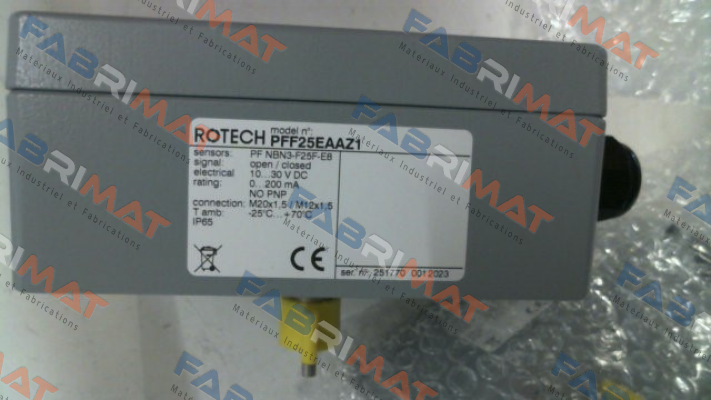 ROTECH model n°: PFF25EAAZ1
sensors: PF NBN3-F25F-E8
signal: open / closed
electrical 10...30 V DC
rating: 0...200 mA
NO PNP
connection: M20x1,5 / M12x1,5
T amb: -25°C...+70°C
IP65
CE
ser. n°: 251770 0012023
FABRIMAT
Materiaux Industriel et Fabrications